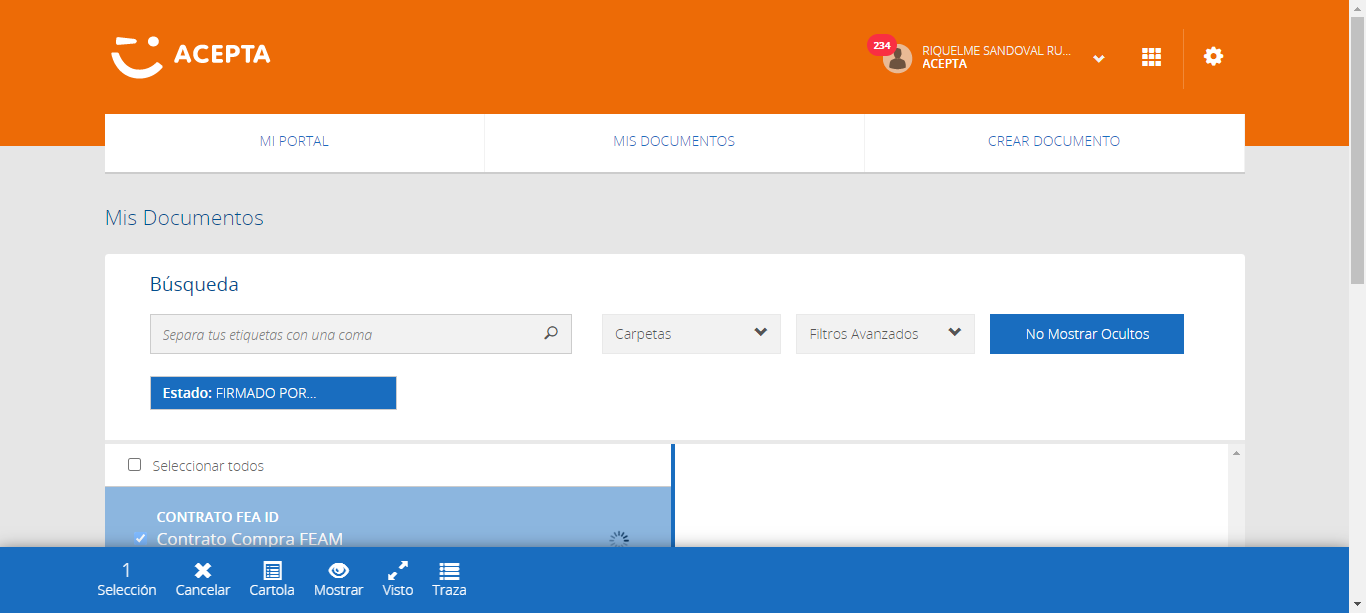 ACEPTA
234
RIQUELME SANDOVAL RU...
ACEPTA
MI PORTAL
MIS DOCUMENTOS
CREAR DOCUMENTO
Mis Documentos
Búsqueda
Separa tus etiquetas con una coma
Carpetas
Filtros Avanzados
No Mostrar Ocultos
Estado: FIRMADO POR...
Seleccionar todos
CONTRATO FEA ID
Contrato Compra FEAM
1
Selección
Cancelar
Cartola
Mostrar
Visto
Traza